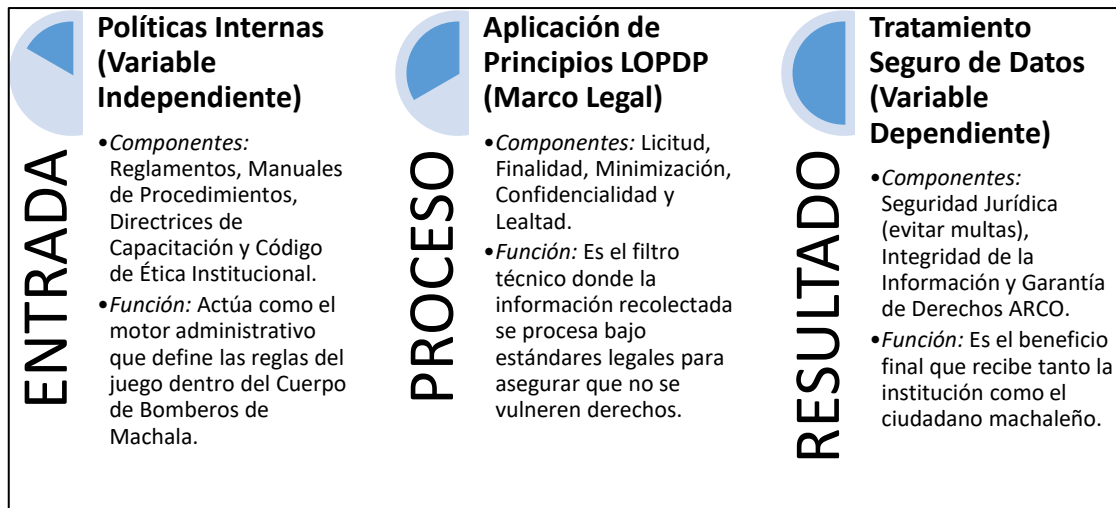 ENTRADA
Políticas Internas
(Variable
Independiente)
•Componentes:
Reglamentos, Manuales
de Procedimientos,
Directrices de
Capacitación y Código
de Ética Institucional.
•Función: Actúa como el
motor administrativo
que define las reglas del
juego dentro del Cuerpo
de Bomberos de
Machala.
PROCESO
Aplicación de
Principios LOPDP
(Marco Legal)
•Componentes: Licitud,
Finalidad, Minimización,
Confidencialidad y
Lealtad.
•Función: Es el filtro
técnico donde la
información recolectada
se procesa bajo
estándares legales para
asegurar que no se
vulneren derechos.
RESULTADO
Tratamiento
Seguro de Datos
(Variable
Dependiente)
•Componentes:
Seguridad Jurídica
(evitar multas),
Integridad de la
Información y Garantía
de Derechos ARCO.
•Función: Es el beneficio
final que recibe tanto la
institución como el
ciudadano machaleño.